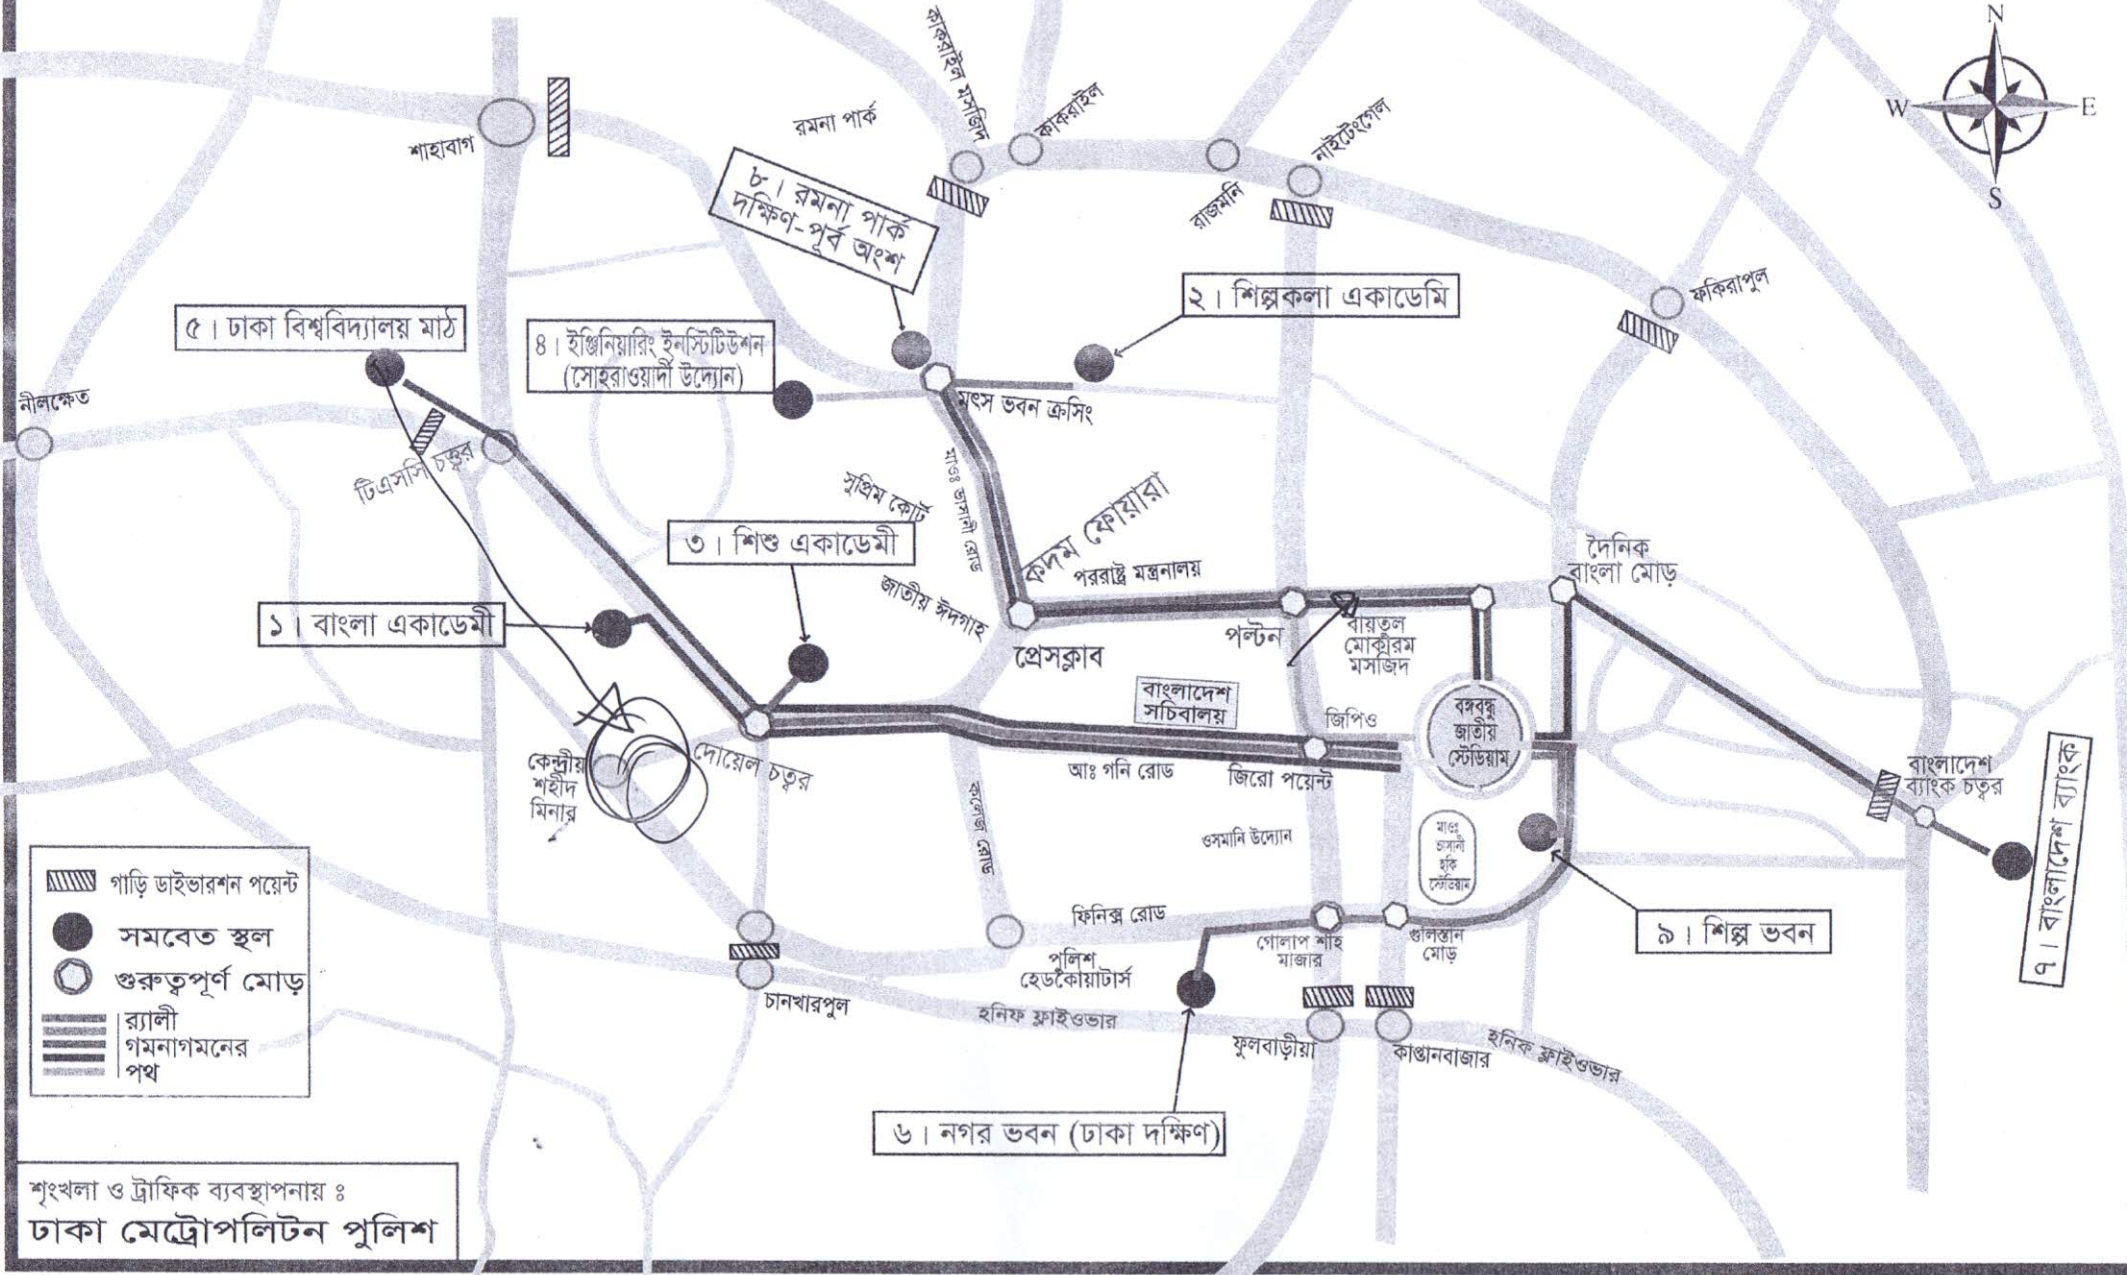 N
W
E
S
কাকরাইল মসজিদ
কাকরাইল
রমনা পার্ক
শাহাবাগ
নাইটেংগেল
রাজমনি
৮। রমনা পার্ক
দক্ষিণ-পূর্ব অংশ
২। শিল্পকলা একাডেমি
ফকিরাপুল
৫। ঢাকা বিশ্ববিদ্যালয় মাঠ
৪। ইঞ্জিনিয়ারিং ইনস্টিটিউশন
(সোহরাওয়ার্দী উদ্যোন)
নীলক্ষেত
মৎস ভবন ক্রসিং
টিএসসি চত্ত্বর
সুপ্রিম কোর্ট
মাওঃ ভাসানী রোড
কদম ফোয়ারা
৩। শিশু একাডেমী
পররাষ্ট্র মন্ত্রনালয়
দৈনিক
বাংলা মোড়
জাতীয় ঈদগাহ
১। বাংলা একাডেমী
প্রেসক্লাব
পল্টন
বায়তুল
মোকাররম
মসজিদ
বাংলাদেশ
সচিবালয়
জিপিও
বঙ্গবন্ধু
জাতীয়
স্টেডিয়াম
কেন্দ্রীয়
শহীদ
মিনার
দোয়েল চত্বর
আঃ গনি রোড
জিরো পয়েন্ট
বাংলাদেশ
ব্যাংক চত্বর
৭। বাংলাদেশ ব্যাংক
কলেজ রোড
ওসমানি উদ্যোন
মাওঃ
ভাসানী
হকি
স্টেডিয়াম
গাড়ি ডাইভারশন পয়েন্ট
সমবেত স্থল
গুরুত্বপূর্ণ মোড়
র‍্যালী
গমনাগমনের
পথ
ফিনিক্স রোড
পুলিশ
হেডকোয়াটার্স
গোলাপ শাহ
মাজার
গুলিস্তান
মোড়
৯। শিল্প ভবন
চানখারপুল
হনিফ ফ্লাইওভার
ফুলবাড়ীয়া
কাপ্তানবাজার
হনিফ ফ্লাইওভার
৬। নগর ভবন (ঢাকা দক্ষিণ)
শৃংখলা ও ট্রাফিক ব্যবস্থাপনায় ঃ
ঢাকা মেট্রোপলিটন পুলিশ